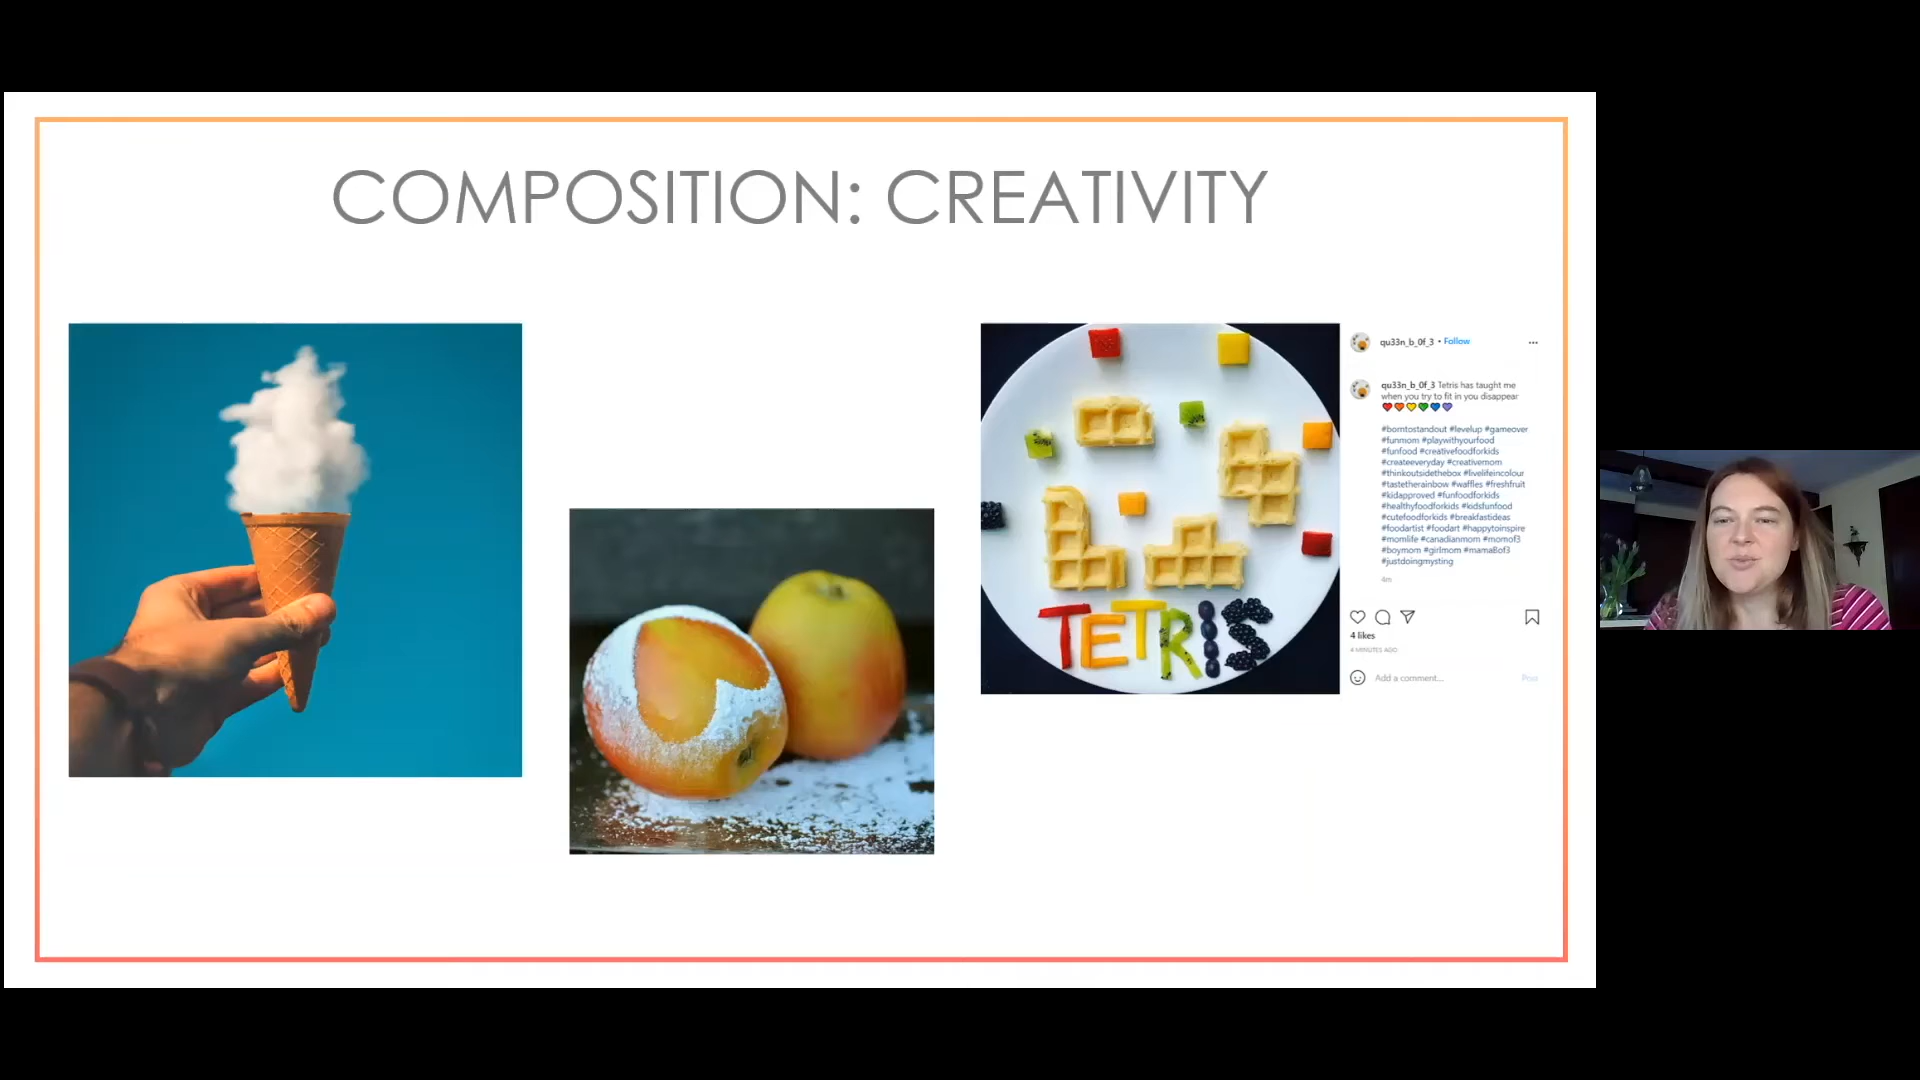 COMPOSITION: CREATIVITY
TETRIS
qu33n_b_0f_3 • Follow
qu33n_b_0f_3 Tetris has taught me
when you try to fit in you disappear
#borntostandout #levelup #gameover
#funmom #playwithyourfood
#funfood #creativefoodforkids
#createeveryday #creativemom
#thinkoutsidethebox #livelifeincolour
#tastetherainbow #waffles #freshfruit
#kidapproved #funfoodforkids
#healthyfoodforkids #kidsfunfood
#cutefoodforkids #breakfastideas
#foodartist #foodart #happytoinspire
#momlife #canadianmom #momof3
#boymom #girlmom #mamaBof3
#justdoingmysting
4m
4 likes
4 MINUTES AGO
Add a comment... Post